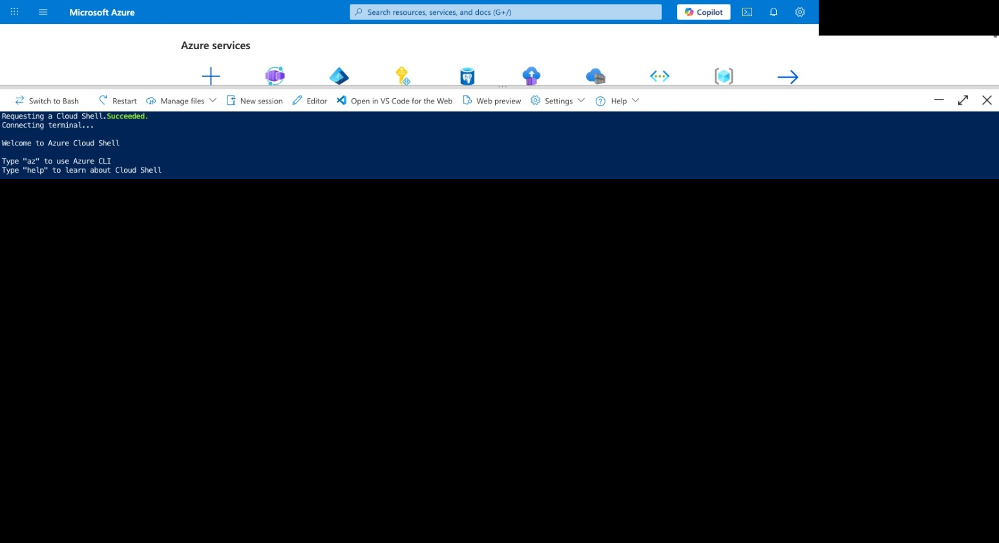 Microsoft Azure
Search resources, services, and docs (G+/)
Copilot
Azure services
Switch to Bash
Restart
Manage files
New session
Editor
Open in VS Code for the Web
Web preview
Settings
Help
Requesting a Cloud Shell.Succeeded.
Connecting terminal...
Welcome to Azure Cloud Shell
Type "az" to use Azure CLI
Type "help" to learn about Cloud Shell